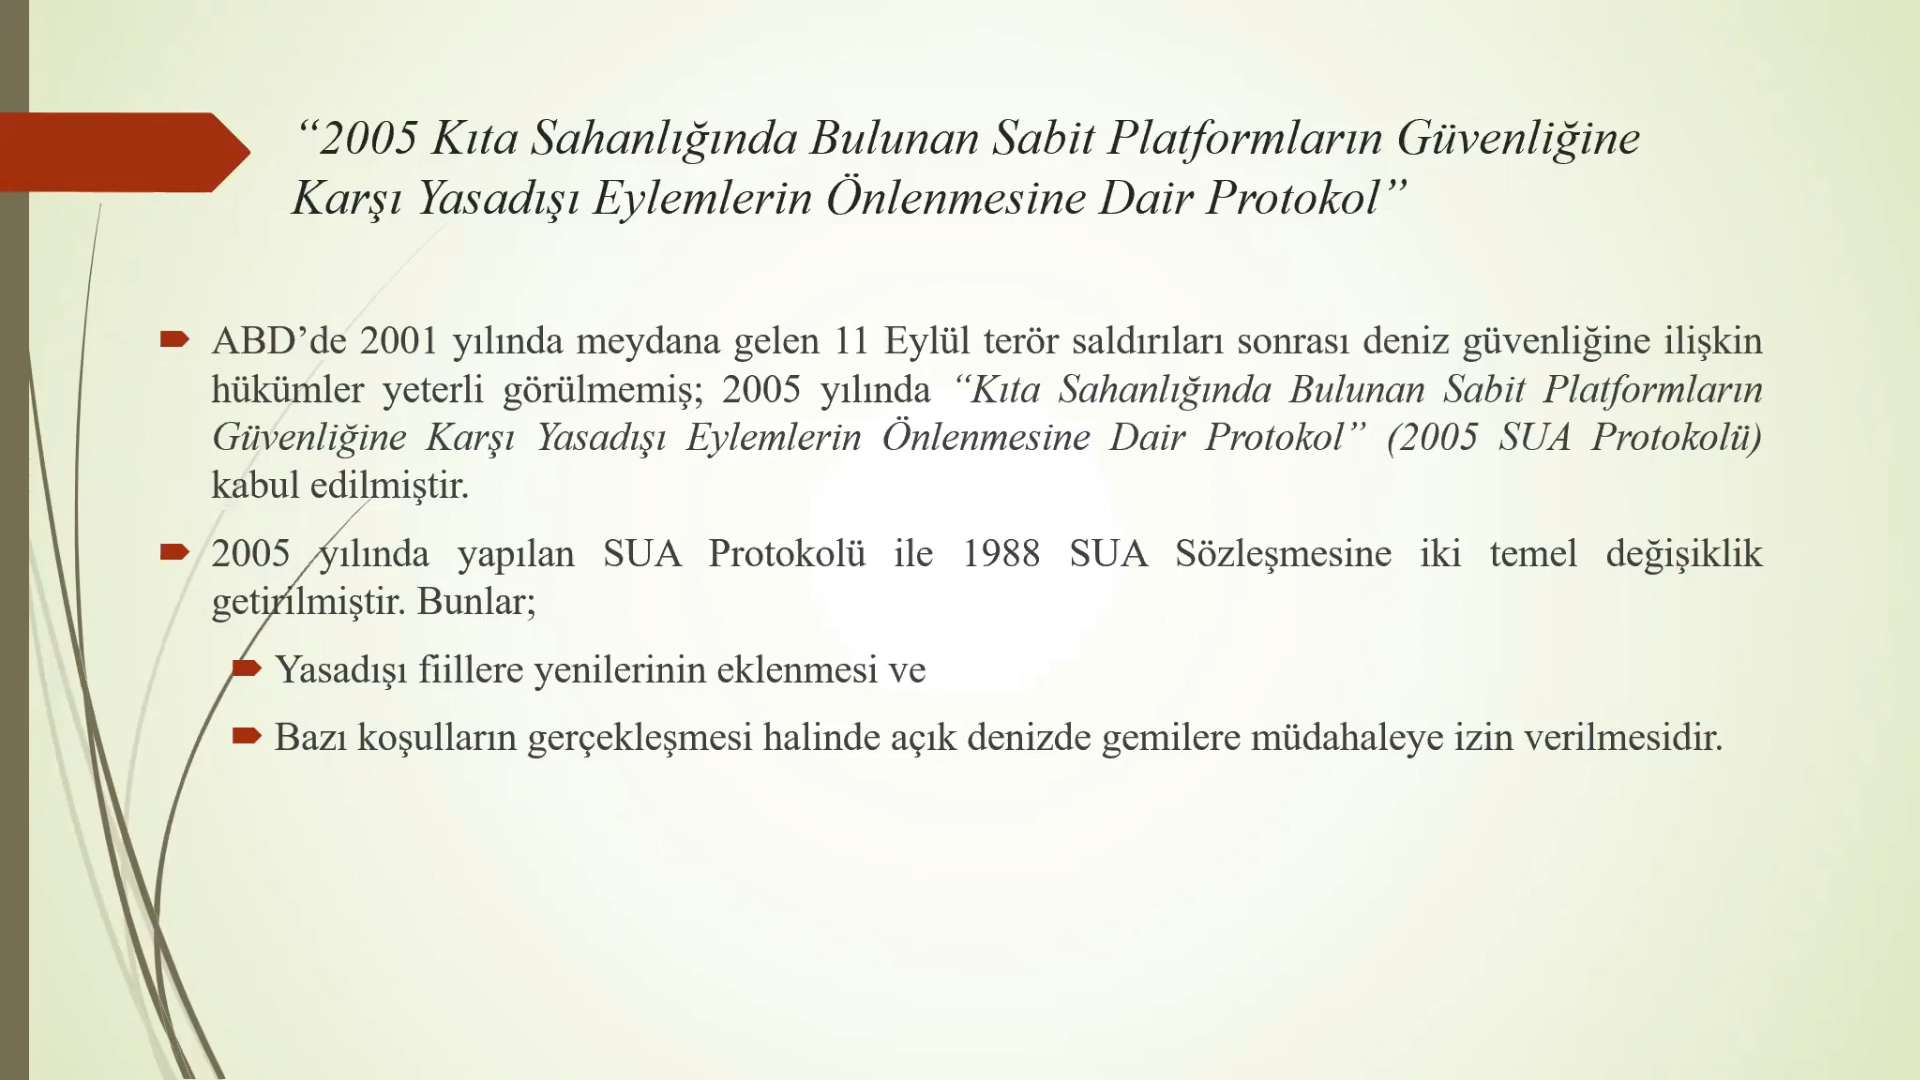 “2005 Kıta Sahanlığında Bulunan Sabit Platformların Güvenliğine
Karşı Yasadışı Eylemlerin Önlenmesine Dair Protokol”
ABD’de 2001 yılında meydana gelen 11 Eylül terör saldırıları sonrası deniz güvenliğine ilişkin
hükümler yeterli görülmemiş; 2005 yılında “Kıta Sahanlığında Bulunan Sabit Platformların
Güvenliğine Karşı Yasadışı Eylemlerin Önlenmesine Dair Protokol” (2005 SUA Protokolü)
kabul edilmiştir.
2005 yılında yapılan SUA Protokolü ile 1988 SUA Sözleşmesine iki temel değişiklik
getirilmiştir. Bunlar;
Yasadışı fiillere yenilerinin eklenmesi ve
Bazı koşulların gerçekleşmesi halinde açık denizde gemilere müdahaleye izin verilmesidir.